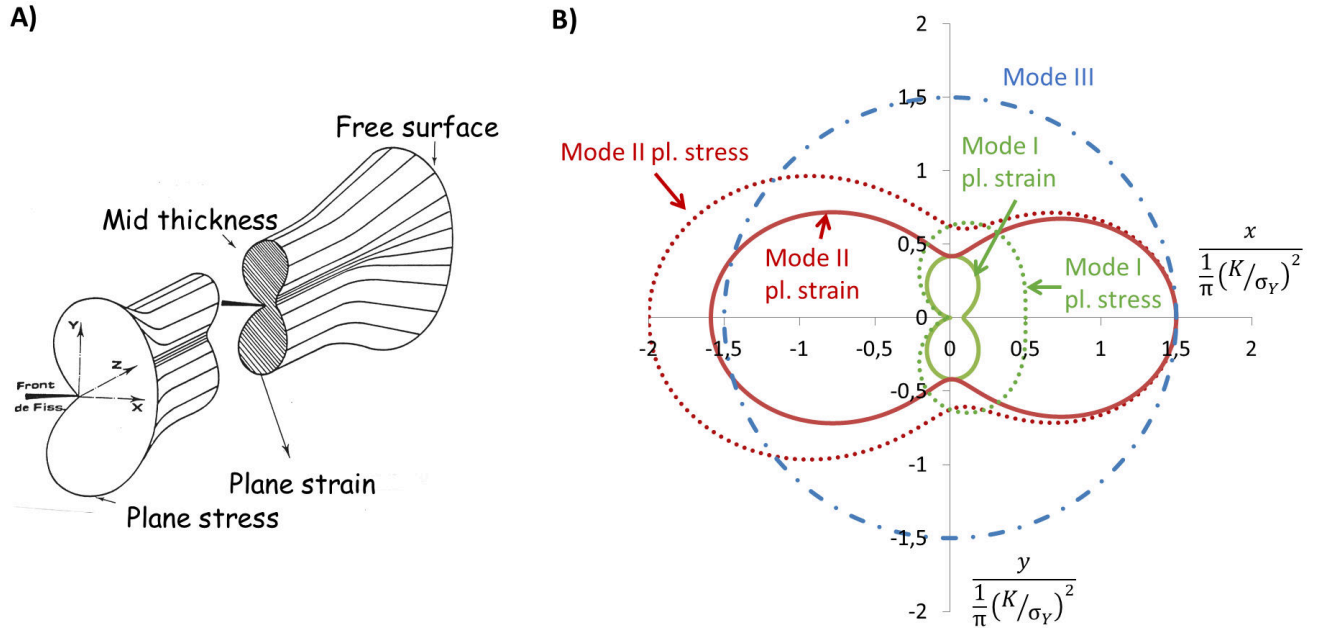 A)
Free surface
Mid thickness
Y
Z
X
Front
de Fiss.
Plane strain
Plane stress
B)
2
1,5
1
0,5
0
-0,5
-1
-1,5
-2
-2
-1,5
-1
-0,5
0
0,5
1
1,5
2
Mode III
Mode II pl. stress
Mode I
pl. strain
Mode II
pl. strain
Mode I
pl. stress
x
1/π (K/σY)2
y
1/π (K/σY)2